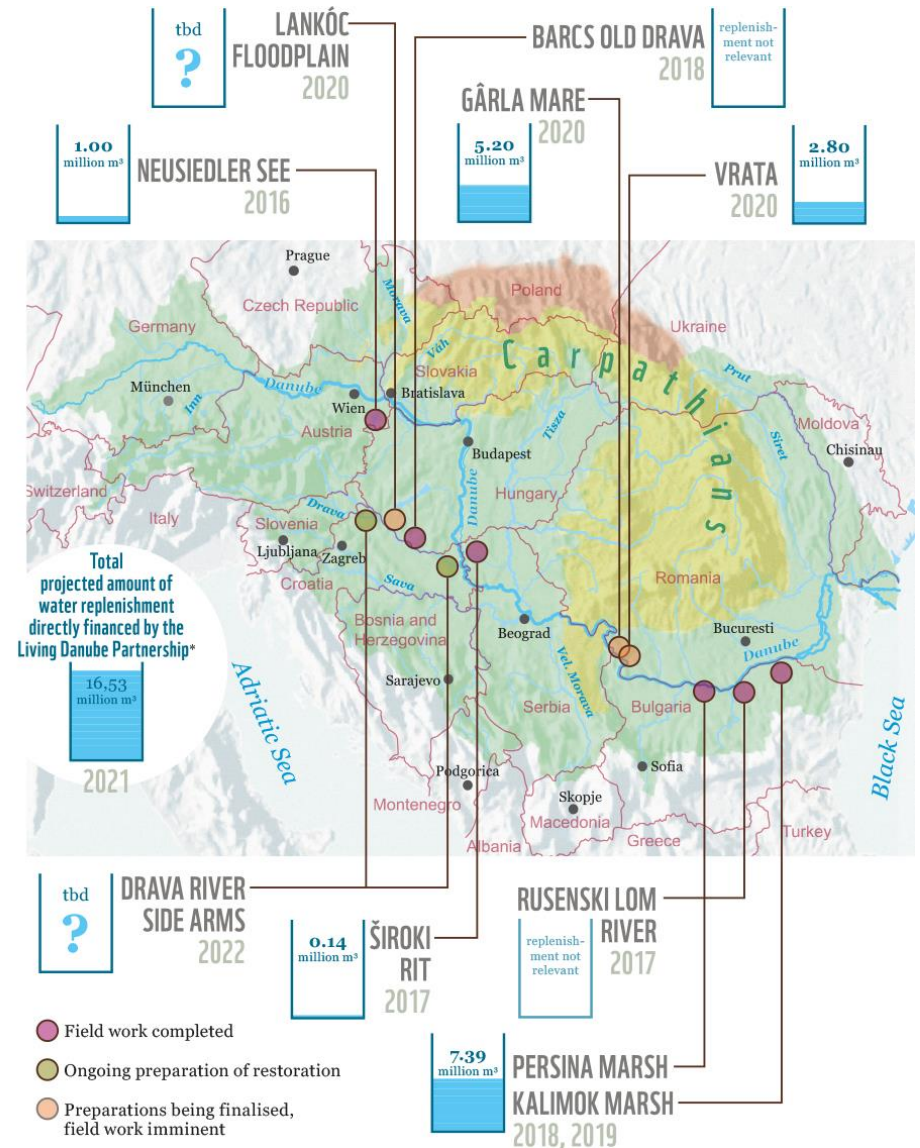 tbd
?
LANKÓC
FLOODPLAIN
2020
BARCS OLD DRAVA
2018
replenish-
ment not
relevant
GÂRLA MARE
2020
5.20
million m³
1.00
million m³
NEUSIEDLER SEE
2016
VRATA
2020
2.80
million m³
Prague
Czech Republic
Poland
Ukraine
Germany
Morava
Váh
Slovakia
Carpathians
Prut
München
Inn
Danube
Wien
Bratislava
Austria
Tisza
Siret
Moldova
Chisinau
Budapest
Switzerland
Italy
Drava
Danube
Hungary
Slovenia
Ljubljana
Zagreb
Croatia
Sava
Romania
Bosnia and
Herzegovina
Beograd
Bucuresti
Danube
Total
projected amount of
water replenishment
directly financed by the
Living Danube Partnership*
16,53
million m³
2021
Adriatic Sea
Sarajevo
Serbia
Vel. Morava
Bulgaria
Black Sea
Sofia
Podgorica
Montenegro
Skopje
Macedonia
Albania
Greece
Turkey
tbd
?
DRAVA RIVER
SIDE ARMS
2022
0.14
million m³
ŠIROKI
RIT
2017
replenish-
ment not
relevant
RUSENSKI LOM
RIVER
2017
7.39
million m³
PERSINA MARSH
KALIMOK MARSH
2018, 2019
Field work completed
Ongoing preparation of restoration
Preparations being finalised,
field work imminent